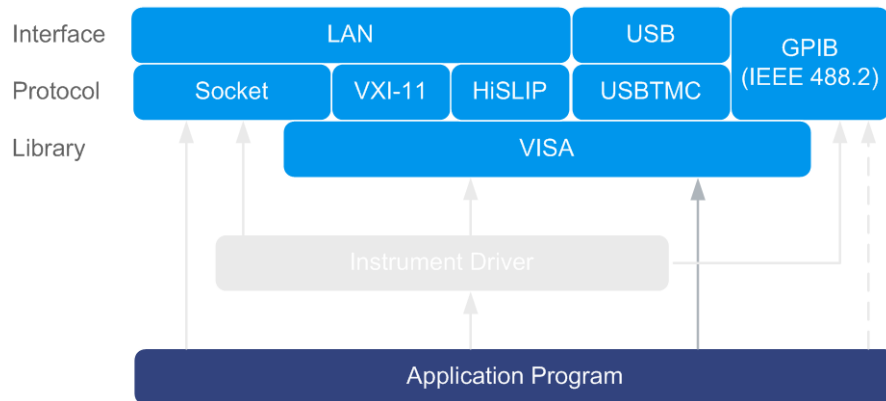 Interface
LAN
USB
GPIB
(IEEE 488.2)
Protocol
Socket
VXI-11
HiSLIP
USBTMC
Library
VISA
Instrument Driver
Application Program